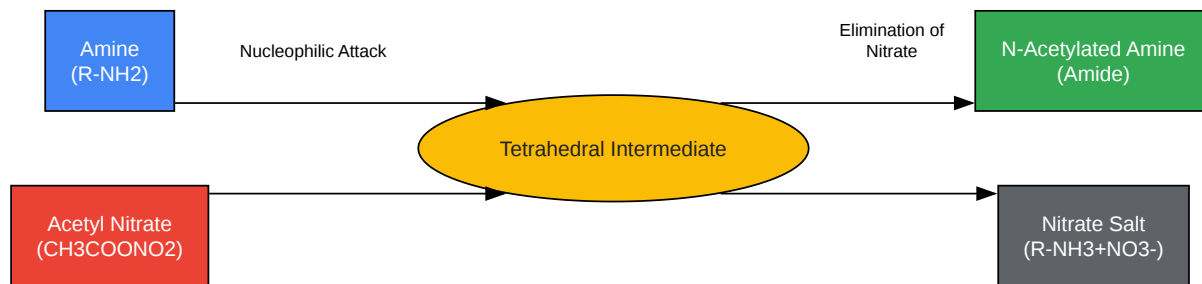 Amine
(R-NH2)
Nucleophilic Attack
Elimination of
Nitrate
N-Acetylated Amine
(Amide)
Tetrahedral Intermediate
Acetyl Nitrate
(CH3COONO2)
Nitrate Salt
(R-NH3+NO3-)